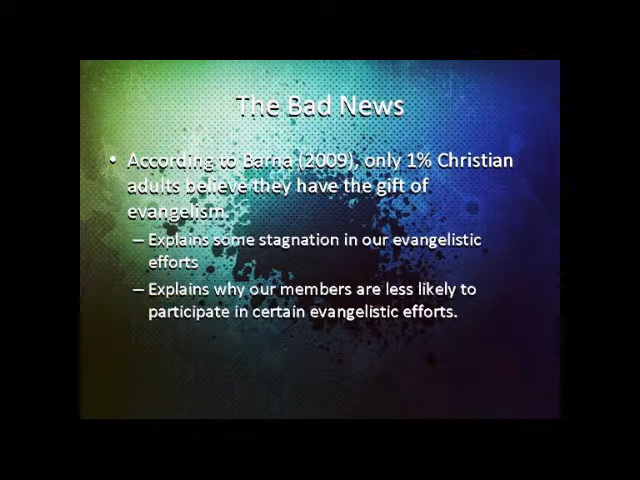 The Bad News
• According to Barna (2009), only 1% Christian
adults believe they have the gift of
evangelism.
– Explains some stagnation in our evangelistic
efforts
– Explains why our members are less likely to
participate in certain evangelistic efforts.